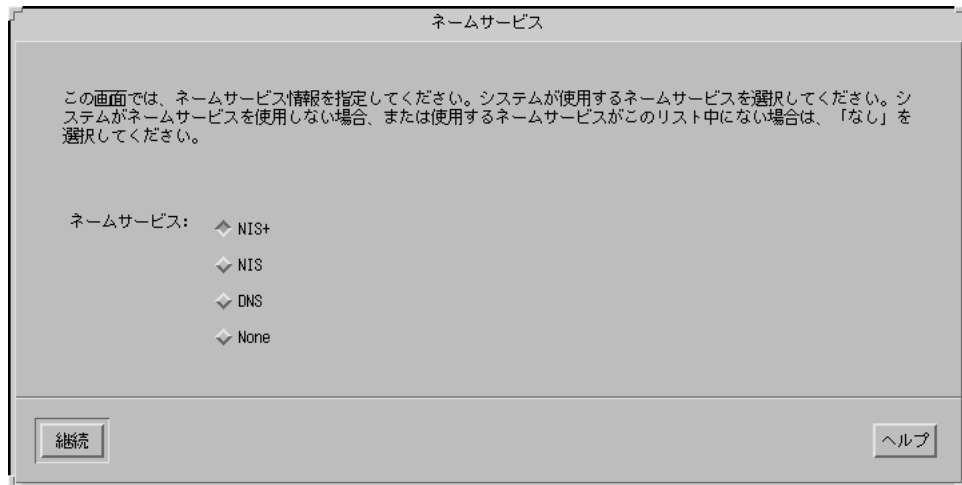 ネームサービス
この画面では、ネームサービス情報を指定してください。システムが使用するネームサービスを選択してください。シ
ステムがネームサービスを使用しない場合、または使用するネームサービスがこのリスト中にない場合は、「なし」を
選択してください。
ネームサービス:
NIS+
NIS
DNS
None
継続
ヘルプ